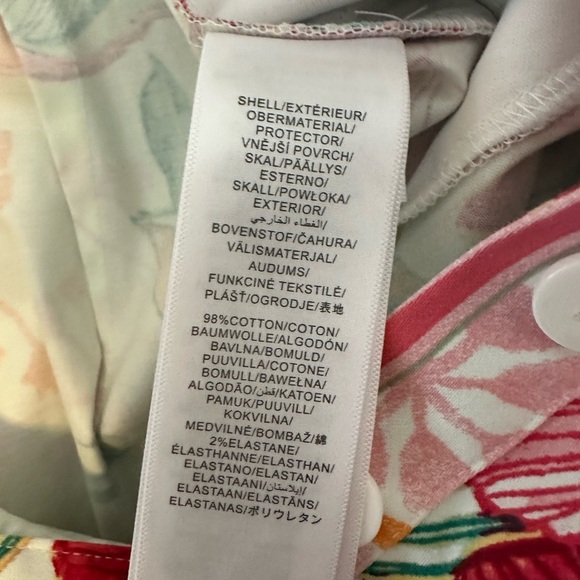 SHELL/EXTÉRIEUR/
OBERMATERIAL/
PROTECTOR/
VNĚJŠÍ POVRCH/
SKAL/PÄÄLLYS/
ESTERNO/
SKALL/POWŁOKA/
EXTERIOR/
الغطاء الخارجي/
BOVENSTOF/ČAHURA/
VÄLISMATERJAL/
AUDUMS/
FUNKCINĖ TEKSTILĖ/
PLÁŠŤ/OGRODJE/表地
98%COTTON/COTON/
BAUMWOLLE/ALGODÓN/
BAVLNA/BOMULD/
PUUVILLA/COTONE/
BOMULL/BAWEŁNA/
ALGODÃO/قطن/KATOEN/
PAMUK/PUUVILL/
KOKVILNA/
MEDVILNĖ/BOMBAŽ/綿
2%ELASTANE/
ÉLASTHANNE/ELASTHAN/
ELASTANO/ELASTAN/
ELASTAANI/إيلاستان/
ELASTAAN/ELASTĀNS/
ELASTANAS/ポリウレタン